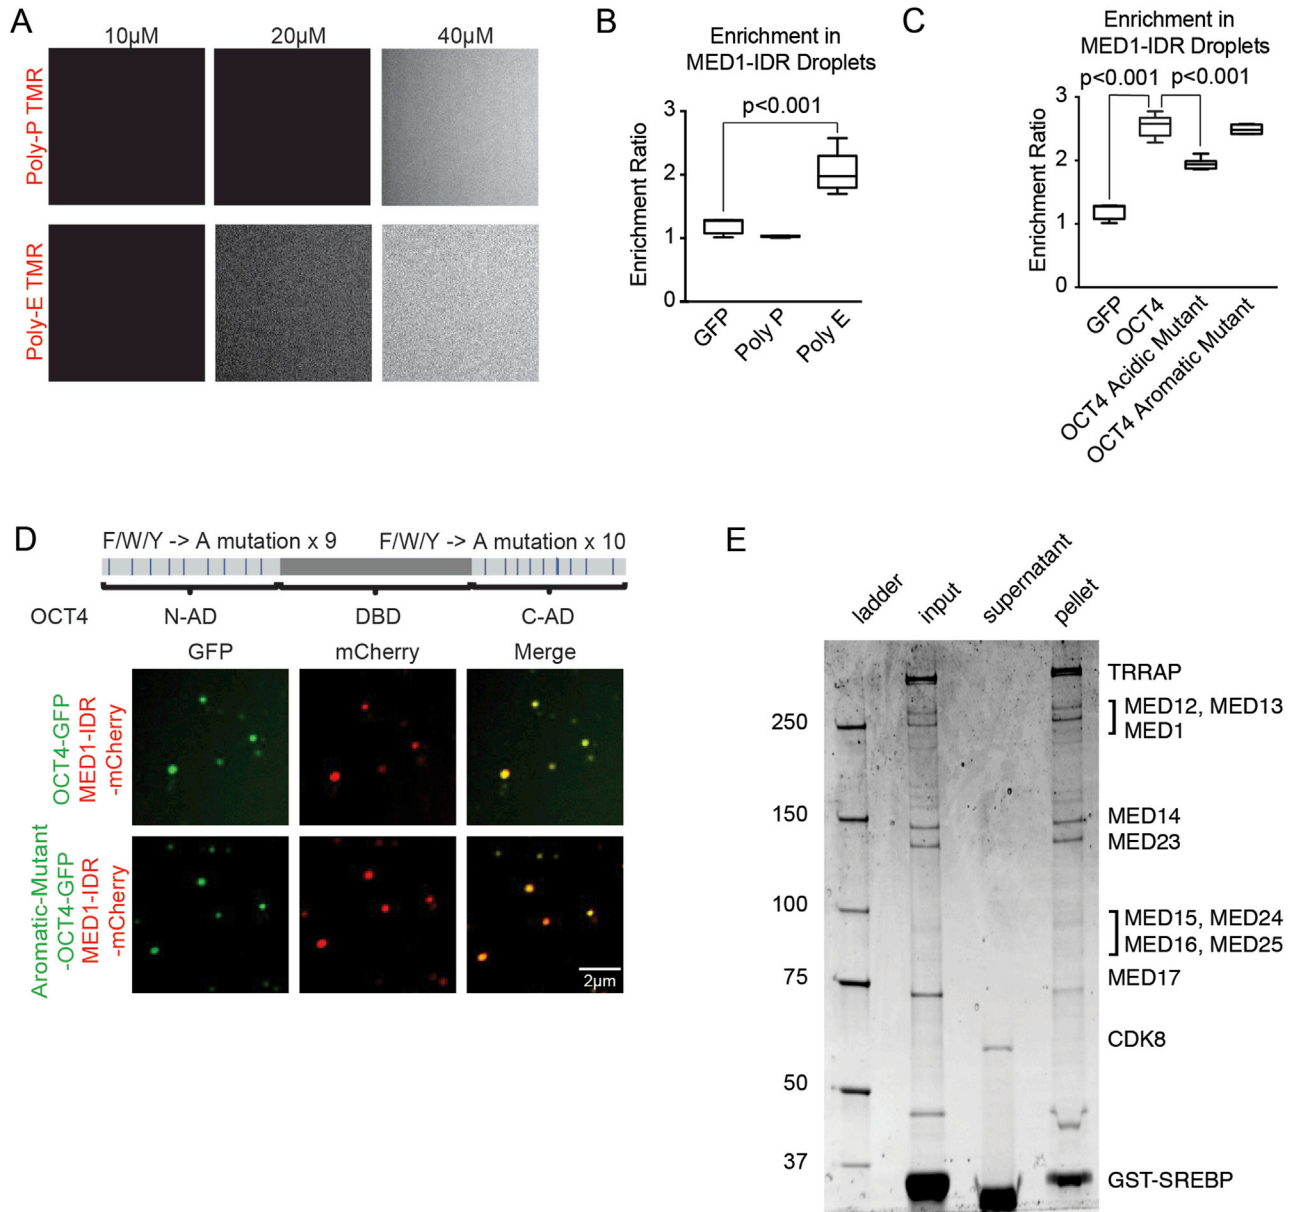 A
10µM
20µM
40µM
Poly-P TMR
Poly-E TMR
B
Enrichment in
MED1-IDR Droplets
p<0.001
Enrichment Ratio
3
2
1
0
GFP
Poly P
Poly E
C
Enrichment in
MED1-IDR Droplets
p<0.001
p<0.001
Enrichment Ratio
3
2
1
0
GFP
OCT4
OCT4 Acidic Mutant
OCT4 Aromatic Mutant
D
F/W/Y -> A mutation x 9
F/W/Y -> A mutation x 10
OCT4
N-AD
DBD
C-AD
GFP
mCherry
Merge
OCT4-GFP
MED1-IDR
-mCherry
Aromatic-Mutant
-OCT4-GFP
MED1-IDR
-mCherry
2µm
E
ladder
input
supernatant
pellet
250
150
100
75
50
37
TRRAP
MED12, MED13
MED1
MED14
MED23
MED15, MED24
MED16, MED25
MED17
CDK8
GST-SREBP